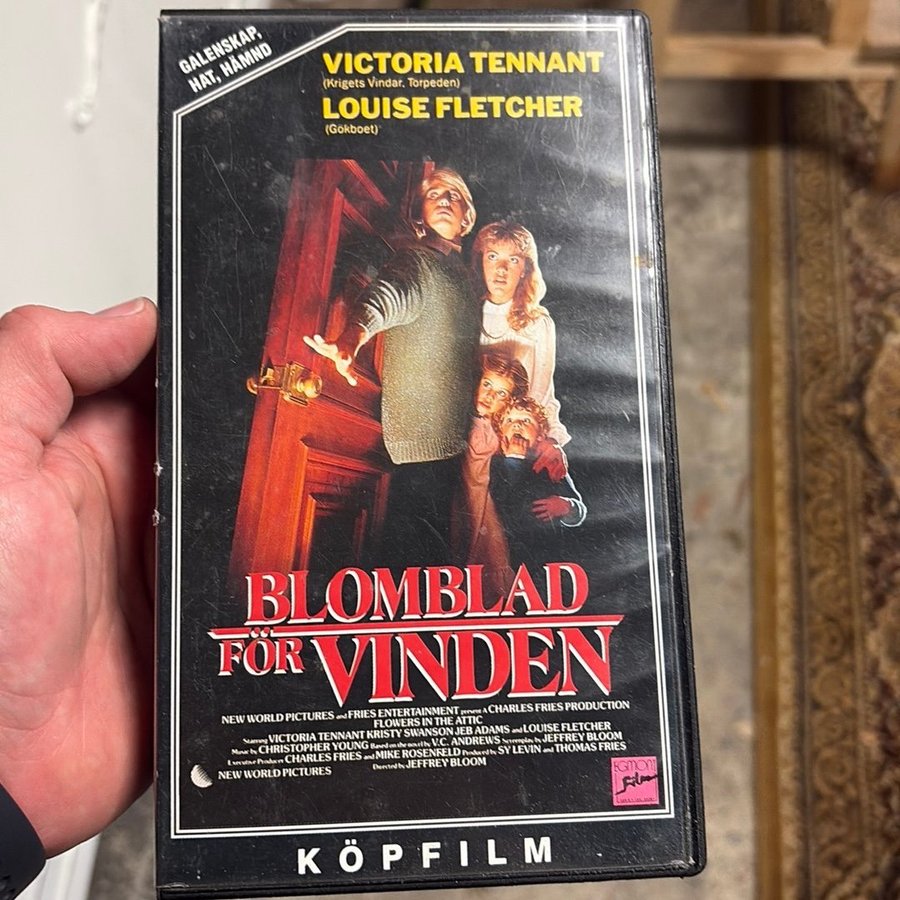 GALENSKAP,
HAT, HÄMND
VICTORIA TENNANT
(Krigets Vindar, Torpeden)
LOUISE FLETCHER
(Gökboet)
BLOMBLAD
FÖR VINDEN
NEW WORLD PICTURES and FRIES ENTERTAINMENT present A CHARLES FRIES PRODUCTION
FLOWERS IN THE ATTIC
Starring VICTORIA TENNANT KRISTY SWANSON JEB ADAMS and LOUISE FLETCHER
Music by CHRISTOPHER YOUNG Based on the novel by V.C. ANDREWS Screenplay by JEFFREY BLOOM
Executive Producers CHARLES FRIES and MIKE ROSENFELD Produced by SY LEVIN and THOMAS FRIES
Directed by JEFFREY BLOOM
NEW WORLD PICTURES
EGMONT
Film
KÖPFILM